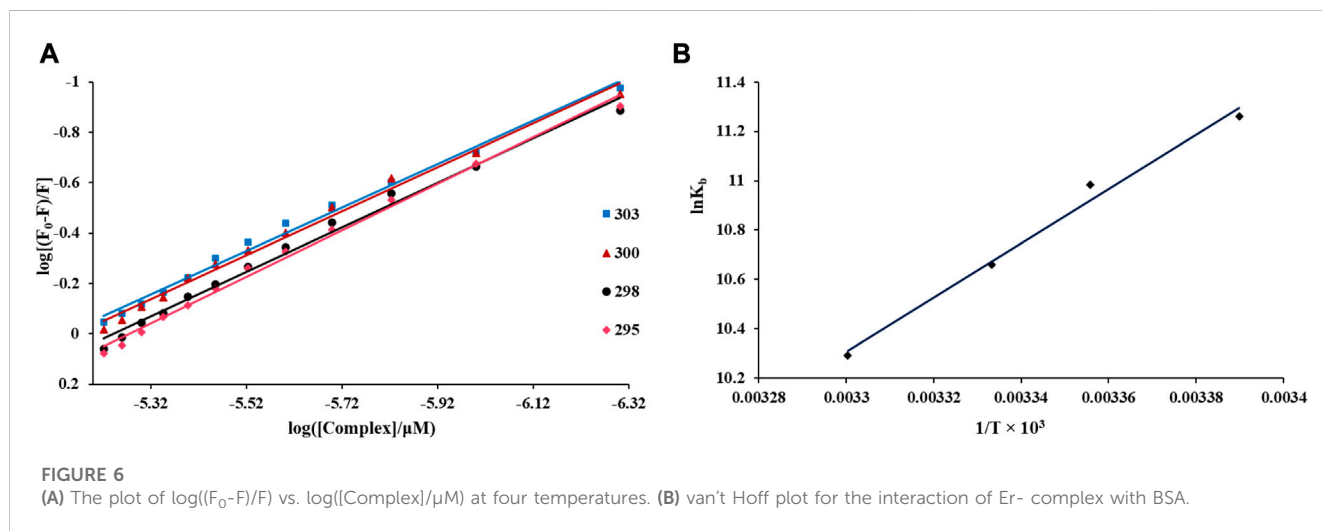 A
B
-1
-0.8
-0.6
-0.4
-0.2
0
0.2
log[(F₀-F)/F]
303
300
298
295
-5.32 -5.52 -5.72 -5.92 -6.12 -6.32
log([Complex]/µM)
11.4
11.2
11
10.8
10.6
10.4
10.2
lnK_b
0.00328 0.0033 0.00332 0.00334 0.00336 0.00338 0.0034
1/T × 10³
FIGURE 6
(A) The plot of log((F₀-F)/F) vs. log([Complex]/µM) at four temperatures. (B) van’t Hoff plot for the interaction of Er- complex with BSA.